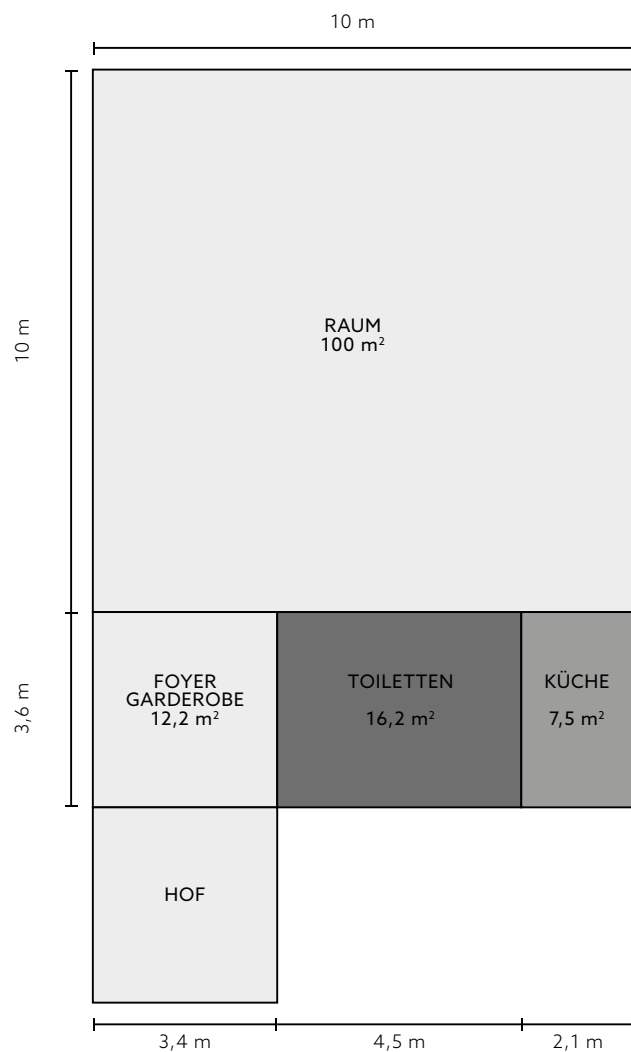 10 m
10 m
RAUM
100 m²
3,6 m
FOYER
GARDEROBE
12,2 m²
TOILETTEN
16,2 m²
KÜCHE
7,5 m²
HOF
3,4 m
4,5 m
2,1 m